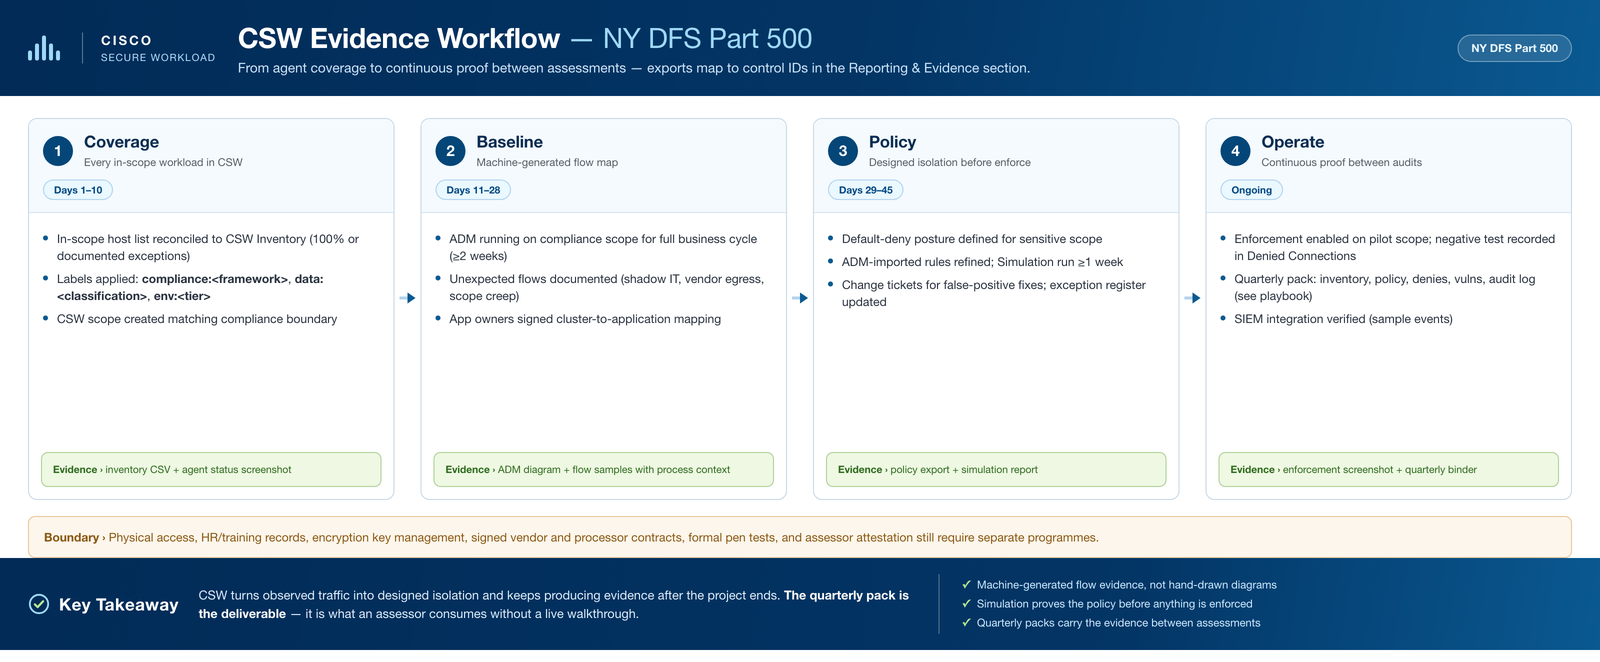 CISCO
SECURE WORKLOAD
CSW Evidence Workflow — NY DFS Part 500
From agent coverage to continuous proof between assessments — exports map to control IDs in the Reporting & Evidence section.
NY DFS Part 500
1
Coverage
Every in-scope workload in CSW
Days 1–10
• In-scope host list reconciled to CSW Inventory (100% or
documented exceptions)
• Labels applied: compliance:<framework>, data:
<classification>, env:<tier>
• CSW scope created matching compliance boundary
Evidence › inventory CSV + agent status screenshot
2
Baseline
Machine-generated flow map
Days 11–28
• ADM running on compliance scope for full business cycle
(≥2 weeks)
• Unexpected flows documented (shadow IT, vendor egress,
scope creep)
• App owners signed cluster-to-application mapping
Evidence › ADM diagram + flow samples with process context
3
Policy
Designed isolation before enforce
Days 29–45
• Default-deny posture defined for sensitive scope
• ADM-imported rules refined; Simulation run ≥1 week
• Change tickets for false-positive fixes; exception register
updated
Evidence › policy export + simulation report
4
Operate
Continuous proof between audits
Ongoing
• Enforcement enabled on pilot scope; negative test recorded
in Denied Connections
• Quarterly pack: inventory, policy, denies, vulns, audit log
(see playbook)
• SIEM integration verified (sample events)
Evidence › enforcement screenshot + quarterly binder
Boundary › Physical access, HR/training records, encryption key management, signed vendor and processor contracts, formal pen tests, and assessor attestation still require separate programmes.
Key Takeaway
CSW turns observed traffic into designed isolation and keeps producing evidence after the project ends. The quarterly pack is
the deliverable — it is what an assessor consumes without a live walkthrough.
✓ Machine-generated flow evidence, not hand-drawn diagrams
✓ Simulation proves the policy before anything is enforced
✓ Quarterly packs carry the evidence between assessments